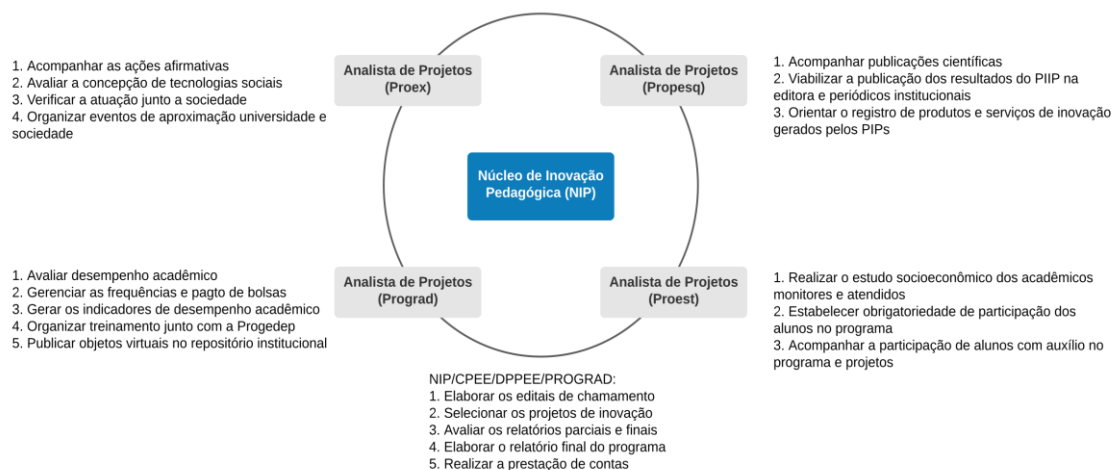 1. Acompanhar as ações afirmativas
2. Avaliar a concepção de tecnologias sociais
3. Verificar a atuação junto a sociedade
4. Organizar eventos de aproximação universidade e
sociedade
Analista de Projetos
(Proex)
Analista de Projetos
(Propesq)
1. Acompanhar publicações científicas
2. Viabilizar a publicação dos resultados do PIIP na
editora e periódicos institucionais
3. Orientar o registro de produtos e serviços de inovação
gerados pelos PIPs
Núcleo de Inovação
Pedagógica (NIP)
1. Avaliar desempenho acadêmico
2. Gerenciar as frequências e pagto de bolsas
3. Gerar os indicadores de desempenho acadêmico
4. Organizar treinamento junto com a Progedep
5. Publicar objetos virtuais no repositório institucional
Analista de Projetos
(Prograd)
Analista de Projetos
(Proest)
1. Realizar o estudo socioeconômico dos acadêmicos
monitores e atendidos
2. Estabelecer obrigatoriedade de participação dos
alunos no programa
3. Acompanhar a participação de alunos com auxílio no
programa e projetos
NIP/CPEE/DPPEE/PROGRAD:
1. Elaborar os editais de chamamento
2. Selecionar os projetos de inovação
3. Avaliar os relatórios parciais e finais
4. Elaborar o relatório final do programa
5. Realizar a prestação de contas